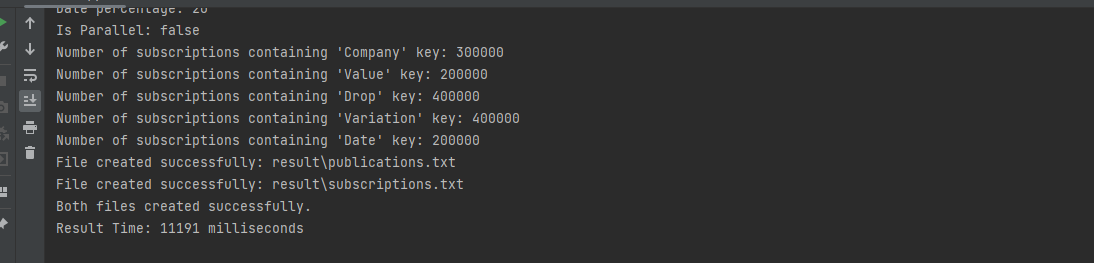 Date percentage: 20
Is Parallel: false
Number of subscriptions containing 'Company' key: 300000
Number of subscriptions containing 'Value' key: 200000
Number of subscriptions containing 'Drop' key: 400000
Number of subscriptions containing 'Variation' key: 400000
Number of subscriptions containing 'Date' key: 200000
File created successfully: result\publications.txt
File created successfully: result\subscriptions.txt
Both files created successfully.
Result Time: 11191 milliseconds